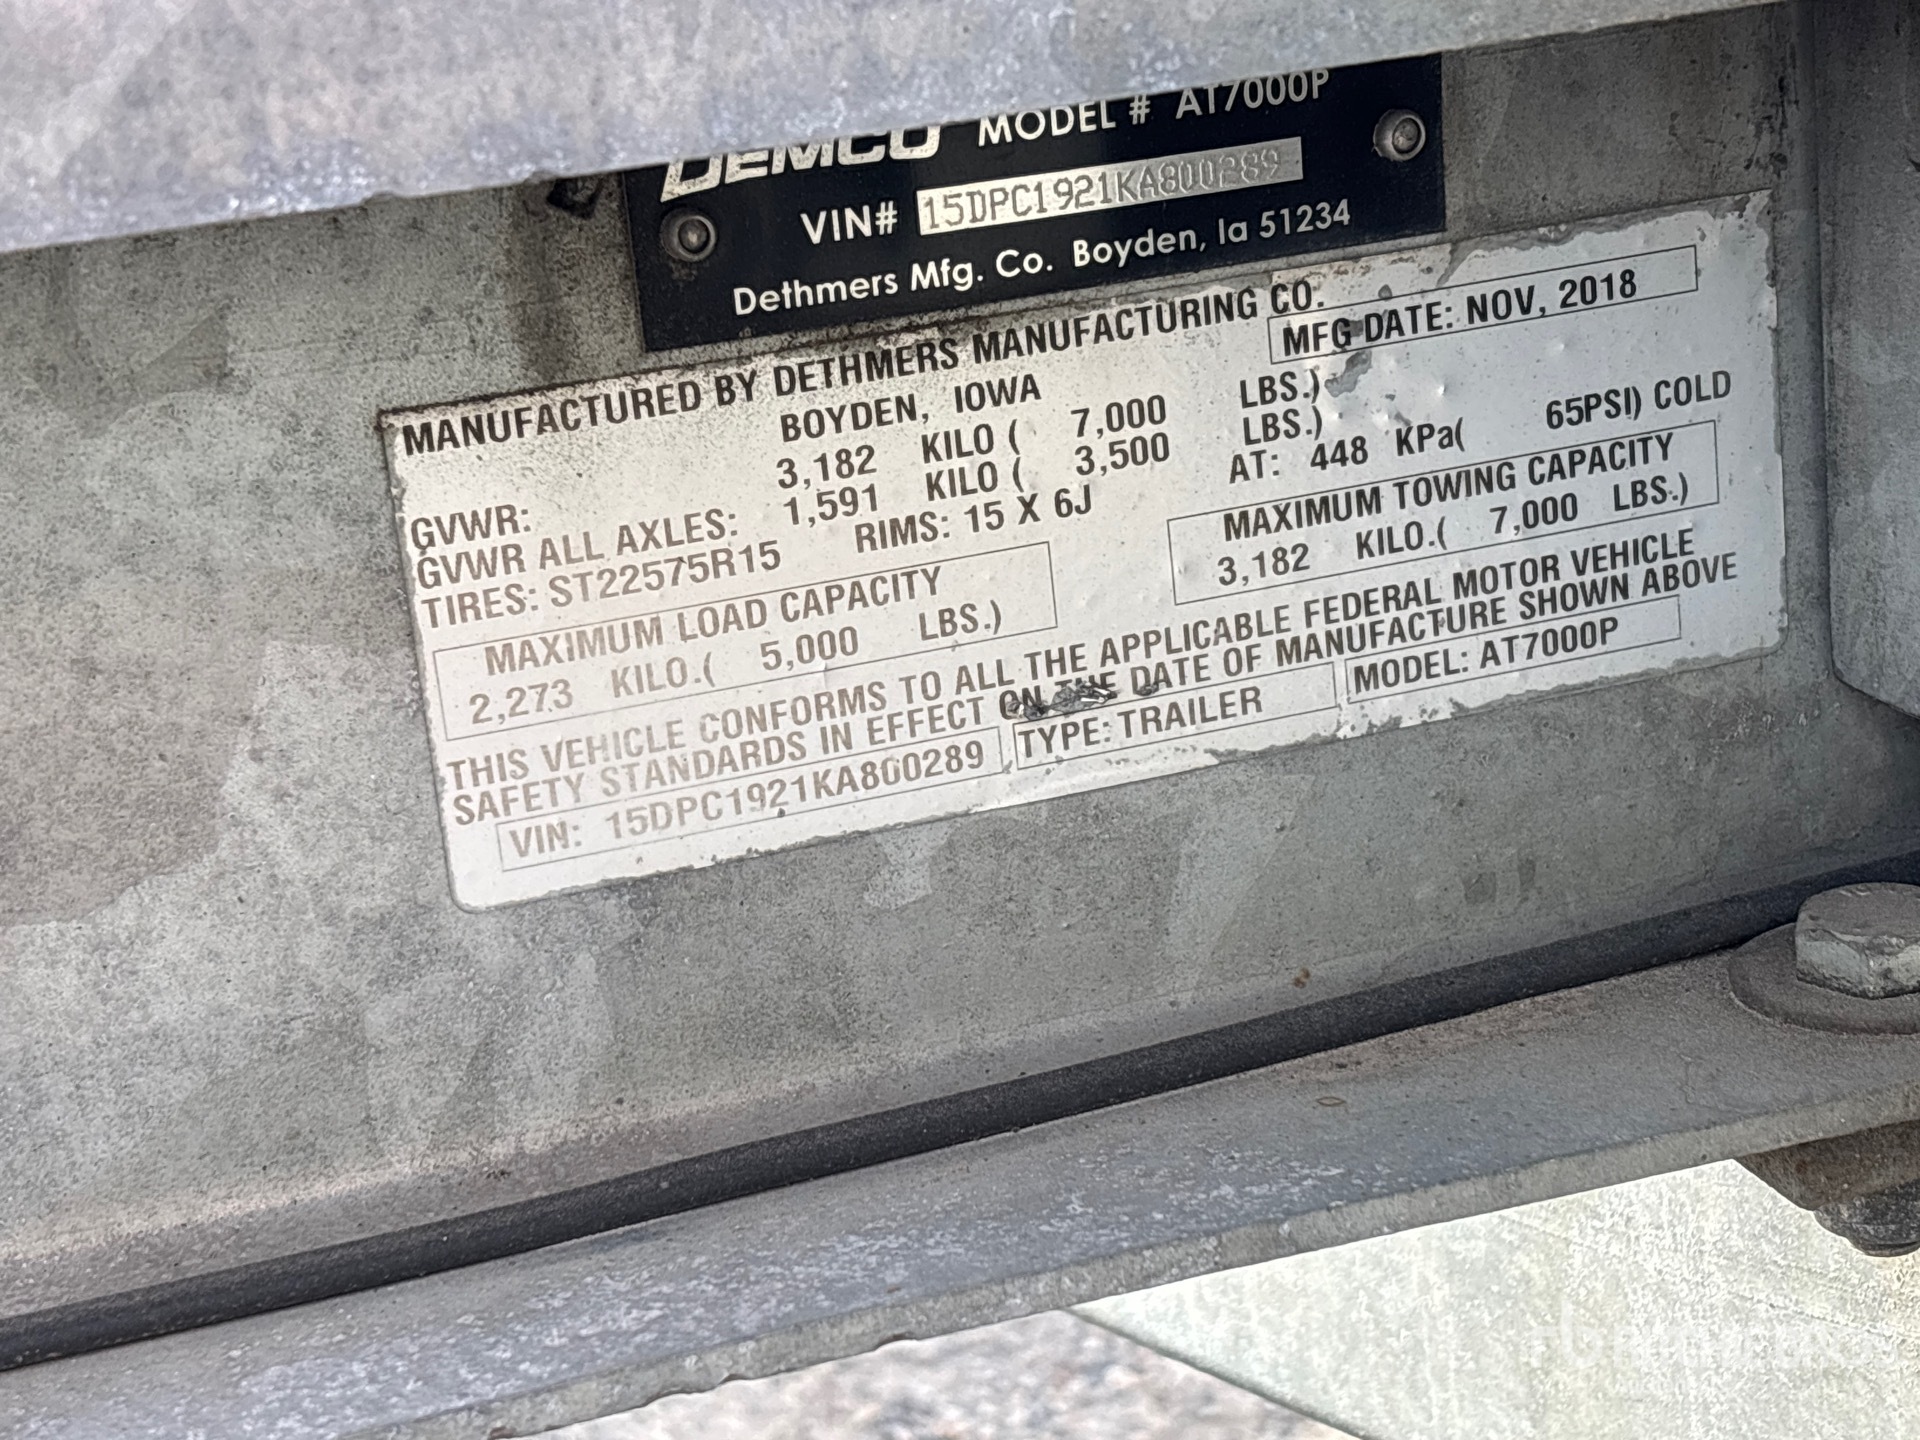 DEMCO MODEL # AT7000P
VIN# 15DPC1921KA800289
Dethmers Mfg. Co. Boyden, Ia 51234
MANUFACTURED BY DETHMERS MANUFACTURING CO.
BOYDEN, IOWA
MFG DATE: NOV, 2018
GVWR: 3,182 KILO ( 7,000 LBS.)
GVWR ALL AXLES: 1,591 KILO ( 3,500 LBS.)
TIRES: ST22575R15 RIMS: 15 X 6J AT: 448 KPa( 65PSI) COLD
MAXIMUM LOAD CAPACITY
2,273 KILO.( 5,000 LBS.)
MAXIMUM TOWING CAPACITY
3,182 KILO.( 7,000 LBS.)
THIS VEHICLE CONFORMS TO ALL THE APPLICABLE FEDERAL MOTOR VEHICLE
SAFETY STANDARDS IN EFFECT ON THE DATE OF MANUFACTURE SHOWN ABOVE
VIN: 15DPC1921KA800289 TYPE: TRAILER MODEL: AT7000P